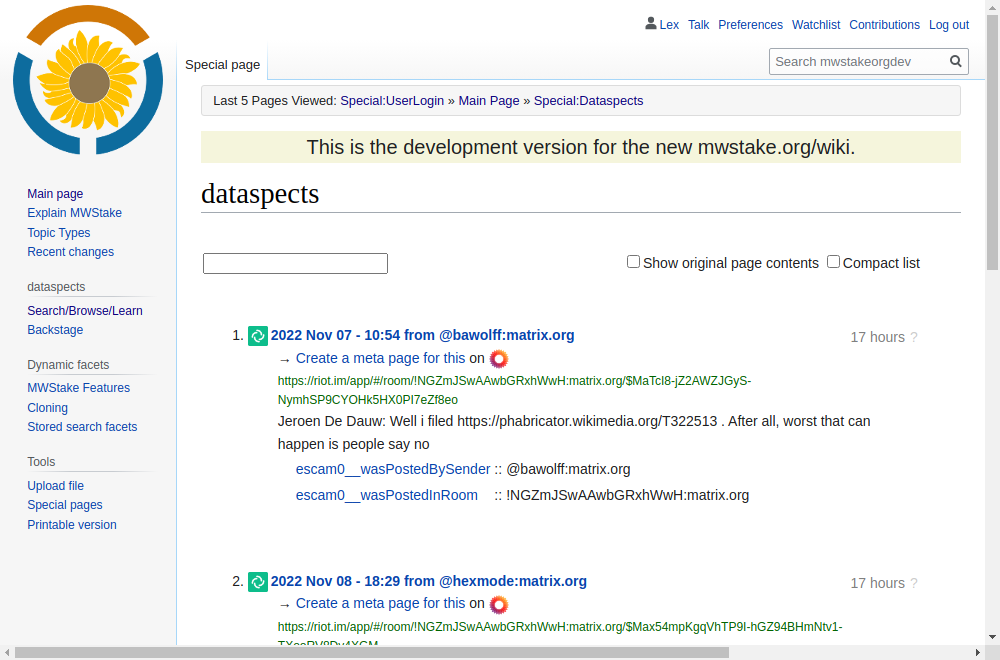 Lex Talk Preferences Watchlist Contributions Log out
Special page
Search mwstakeorgdev
Last 5 Pages Viewed: Special:UserLogin » Main Page » Special:Dataspects
This is the development version for the new mwstake.org/wiki.
dataspects
Main page
Explain MWStake
Topic Types
Recent changes
dataspects
Search/Browse/Learn
Backstage
Dynamic facets
MWStake Features
Cloning
Stored search facets
Tools
Upload file
Special pages
Printable version
Show original page contents Compact list
1. 2022 Nov 07 - 10:54 from @bawolff:matrix.org 17 hours ?
→ Create a meta page for this on
https://riot.im/app/#/room/!NGZmJSwAAwbGRxhWwH:matrix.org/$MaTcI8-jZ2AWZJGyS-
NymhSP9CYOHk5HX0PI7eZf8eo
Jeroen De Dauw: Well i filed https://phabricator.wikimedia.org/T322513 . After all, worst that can
happen is people say no
escam0__wasPostedBySender :: @bawolff:matrix.org
escam0__wasPostedInRoom :: !NGZmJSwAAwbGRxhWwH:matrix.org
2. 2022 Nov 08 - 18:29 from @hexmode:matrix.org 17 hours ?
→ Create a meta page for this on
https://riot.im/app/#/room/!NGZmJSwAAwbGRxhWwH:matrix.org/$Max54mpKgqVhTP9I-hGZ94BHmNtv1-